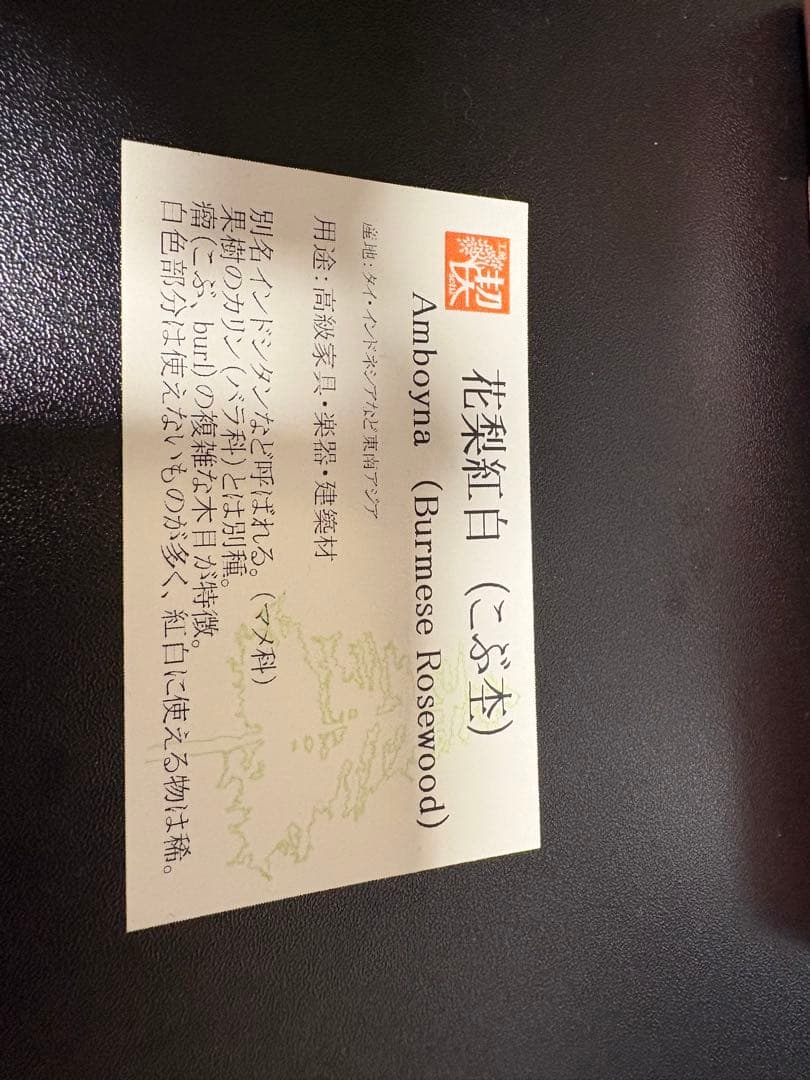 工房
楔
SETU
花梨紅白（こぶ杢）
Amboyna（Burmese Rosewood）
産地：タイ・インドネシアなど東南アジア
用途：高級家具・楽器・建築材
別名インドシタンなど呼ばれる。（マメ科）
果樹のカリン（バラ科）とは別種。
瘤（こぶ、burl）の複雑な木目が特徴。
白色部分は使えないものが多く、紅白に使える物は稀。